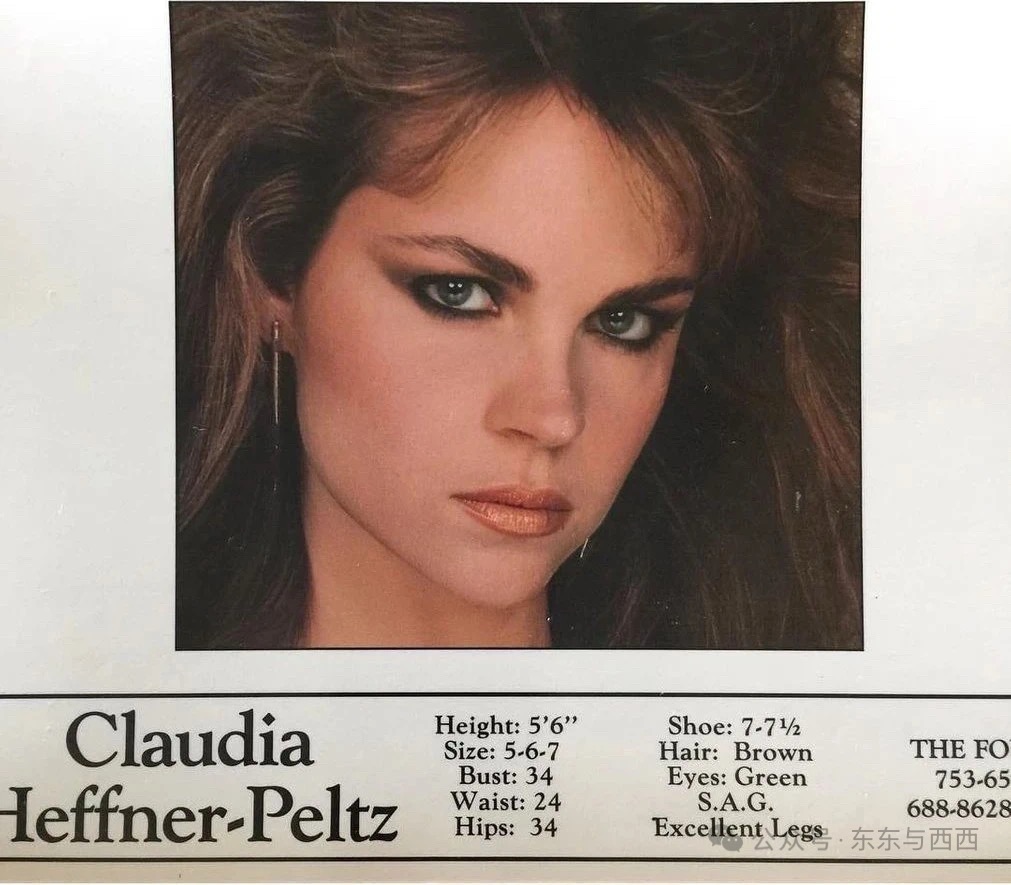 Claudia
Heffner-Peltz
Height: 5'6”
Size: 5-6-7
Bust: 34
Waist: 24
Hips: 34
Shoe: 7-7½
Hair: Brown
Eyes: Green
S.A.G.
Excellent Legs
THE FO
753-65
688-8628
公众号·东东与西西